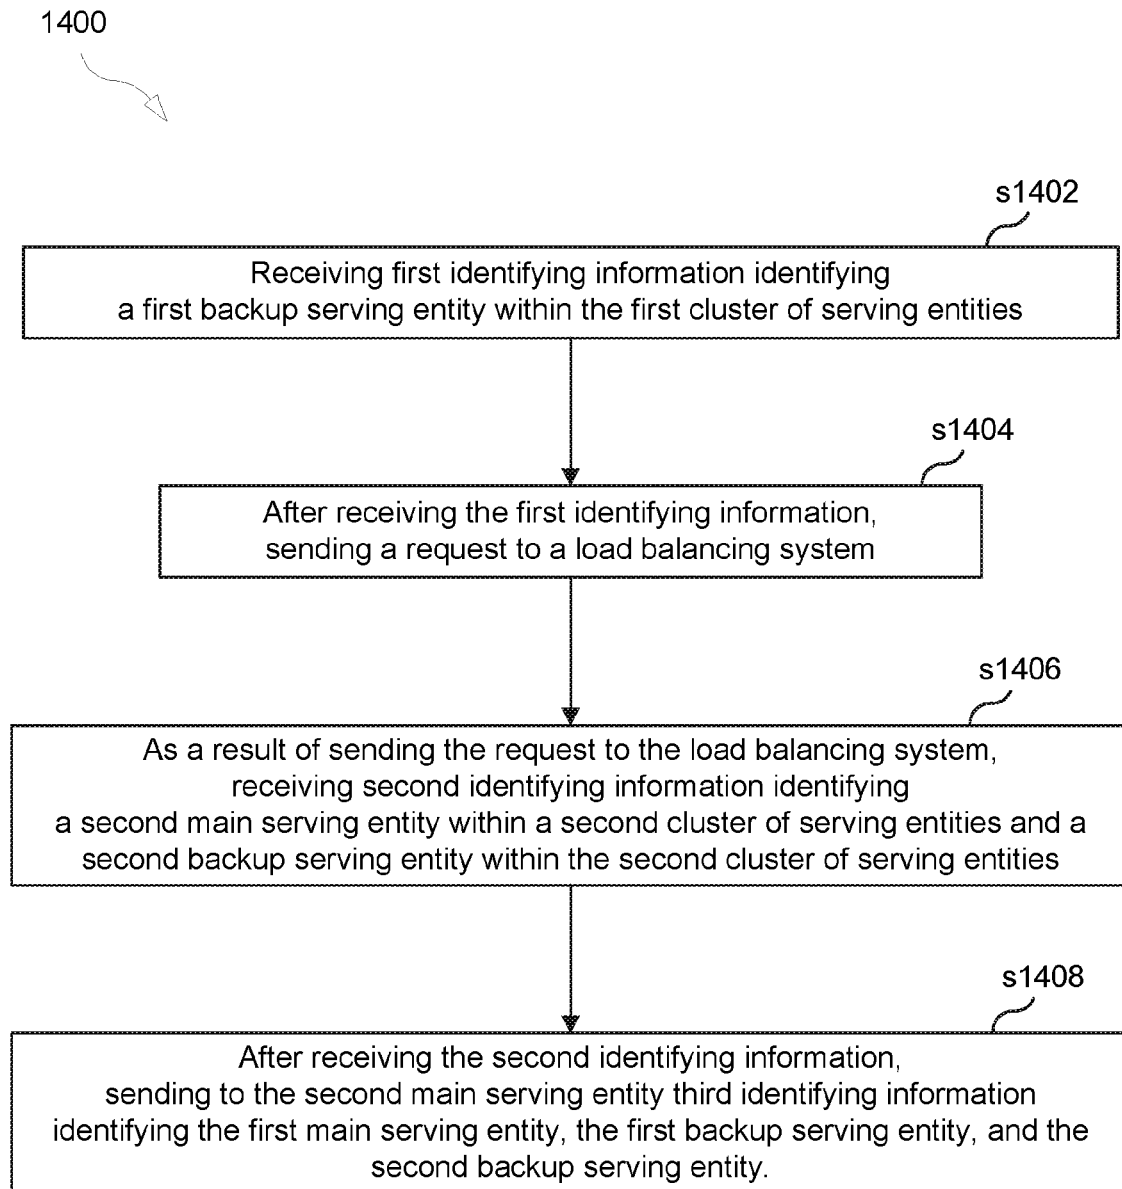 1400
s1402
Receiving first identifying information identifying
a first backup serving entity within the first cluster of serving entities
s1404
After receiving the first identifying information,
sending a request to a load balancing system
s1406
As a result of sending the request to the load balancing system,
receiving second identifying information identifying
a second main serving entity within a second cluster of serving entities and a
second backup serving entity within the second cluster of serving entities
s1408
After receiving the second identifying information,
sending to the second main serving entity third identifying information
identifying the first main serving entity, the first backup serving entity, and the
second backup serving entity.